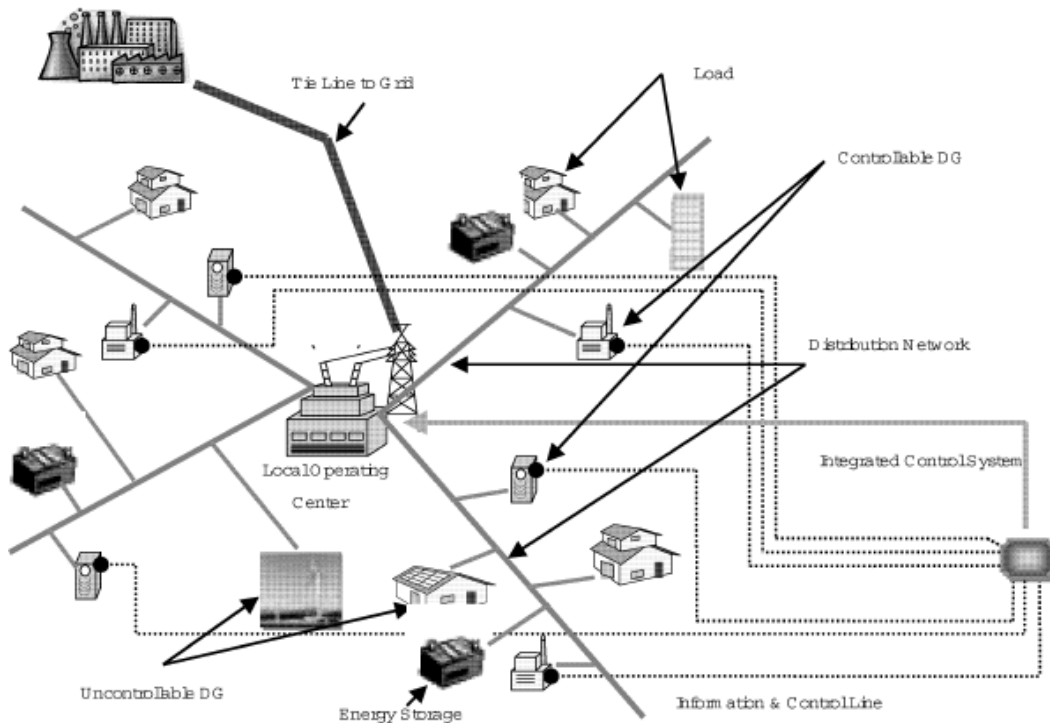 Tie Line to Grid
Load
Controllable DG
Distribution Network
Local Operating
Center
Integrated Control System
Uncontrollable DG
Energy Storage
Information & Control Line